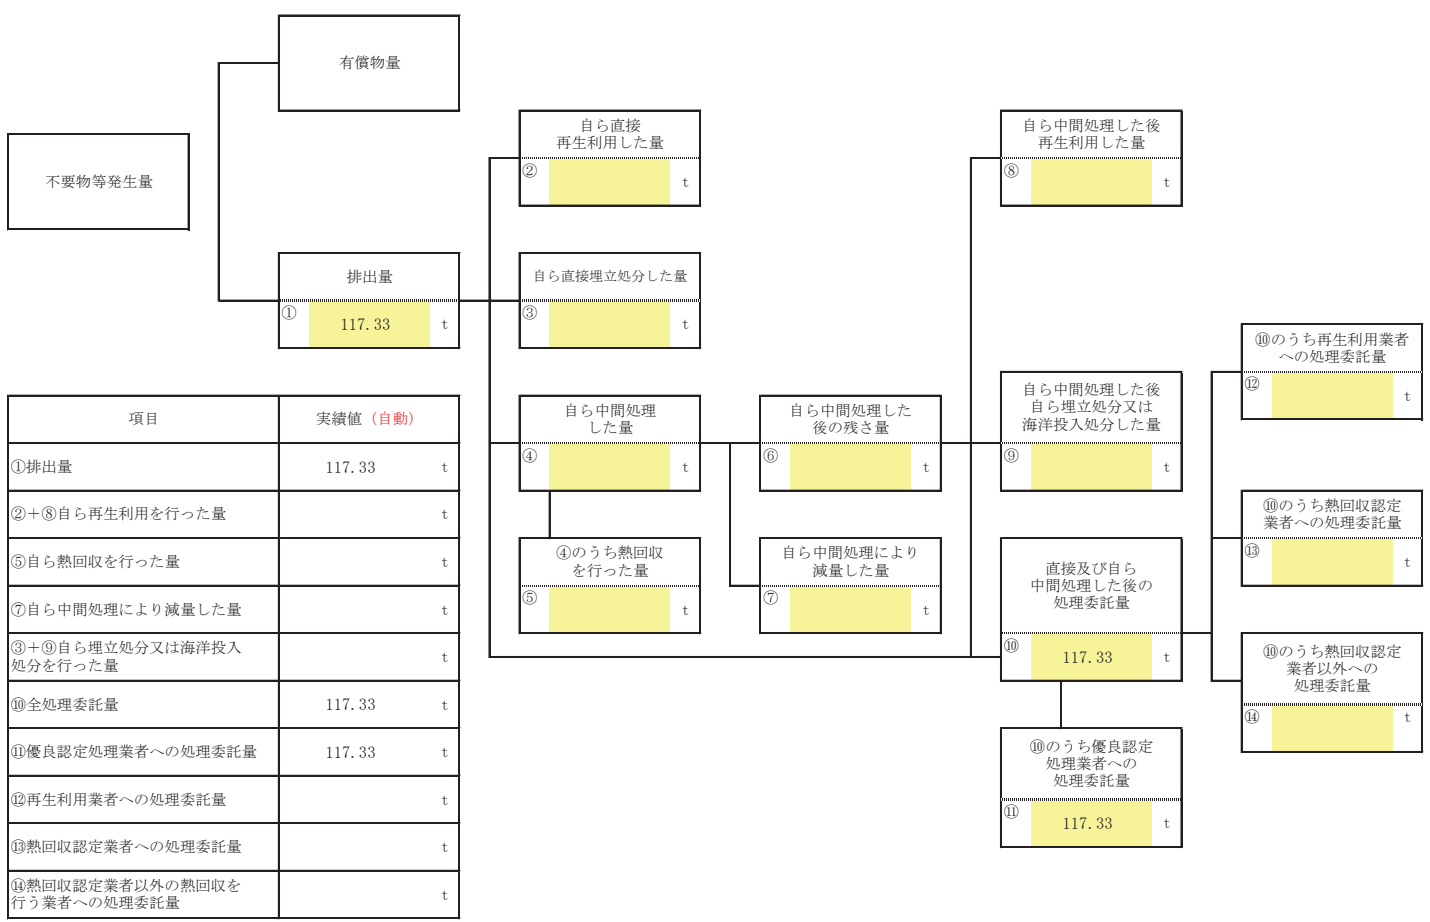 有償物量
不要物等発生量
排出量
①
117.33
t
自ら直接
再生利用した量
②
t
自ら直接埋立処分した量
③
t
自ら中間処理
した量
④
t
④のうち熱回収
を行った量
⑤
t
自ら中間処理した
後の残さ量
⑥
t
自ら中間処理により
減量した量
⑦
t
自ら中間処理した後
再生利用した量
⑧
t
自ら中間処理した後
自ら埋立処分又は
海洋投入処分した量
⑨
t
直接及び自ら
中間処理した後の
処理委託量
⑩
117.33
t
⑩のうち優良認定
処理業者への
処理委託量
⑪
117.33
t
⑩のうち再生利用業者
への処理委託量
⑫
t
⑩のうち熱回収認定
業者への処理委託量
⑬
t
⑩のうち熱回収認定
業者以外への
処理委託量
⑭
t
項目 実績値（自動）
①排出量 117.33 t
②＋⑧自ら再生利用を行った量 t
⑤自ら熱回収を行った量 t
⑦自ら中間処理により減量した量 t
③＋⑨自ら埋立処分又は海洋投入
処分を行った量 t
⑩全処理委託量 117.33 t
⑪優良認定処理業者への処理委託量 117.33 t
⑫再生利用業者への処理委託量 t
⑬熱回収認定業者への処理委託量 t
⑭熱回収認定業者以外の熱回収を
行う業者への処理委託量 t